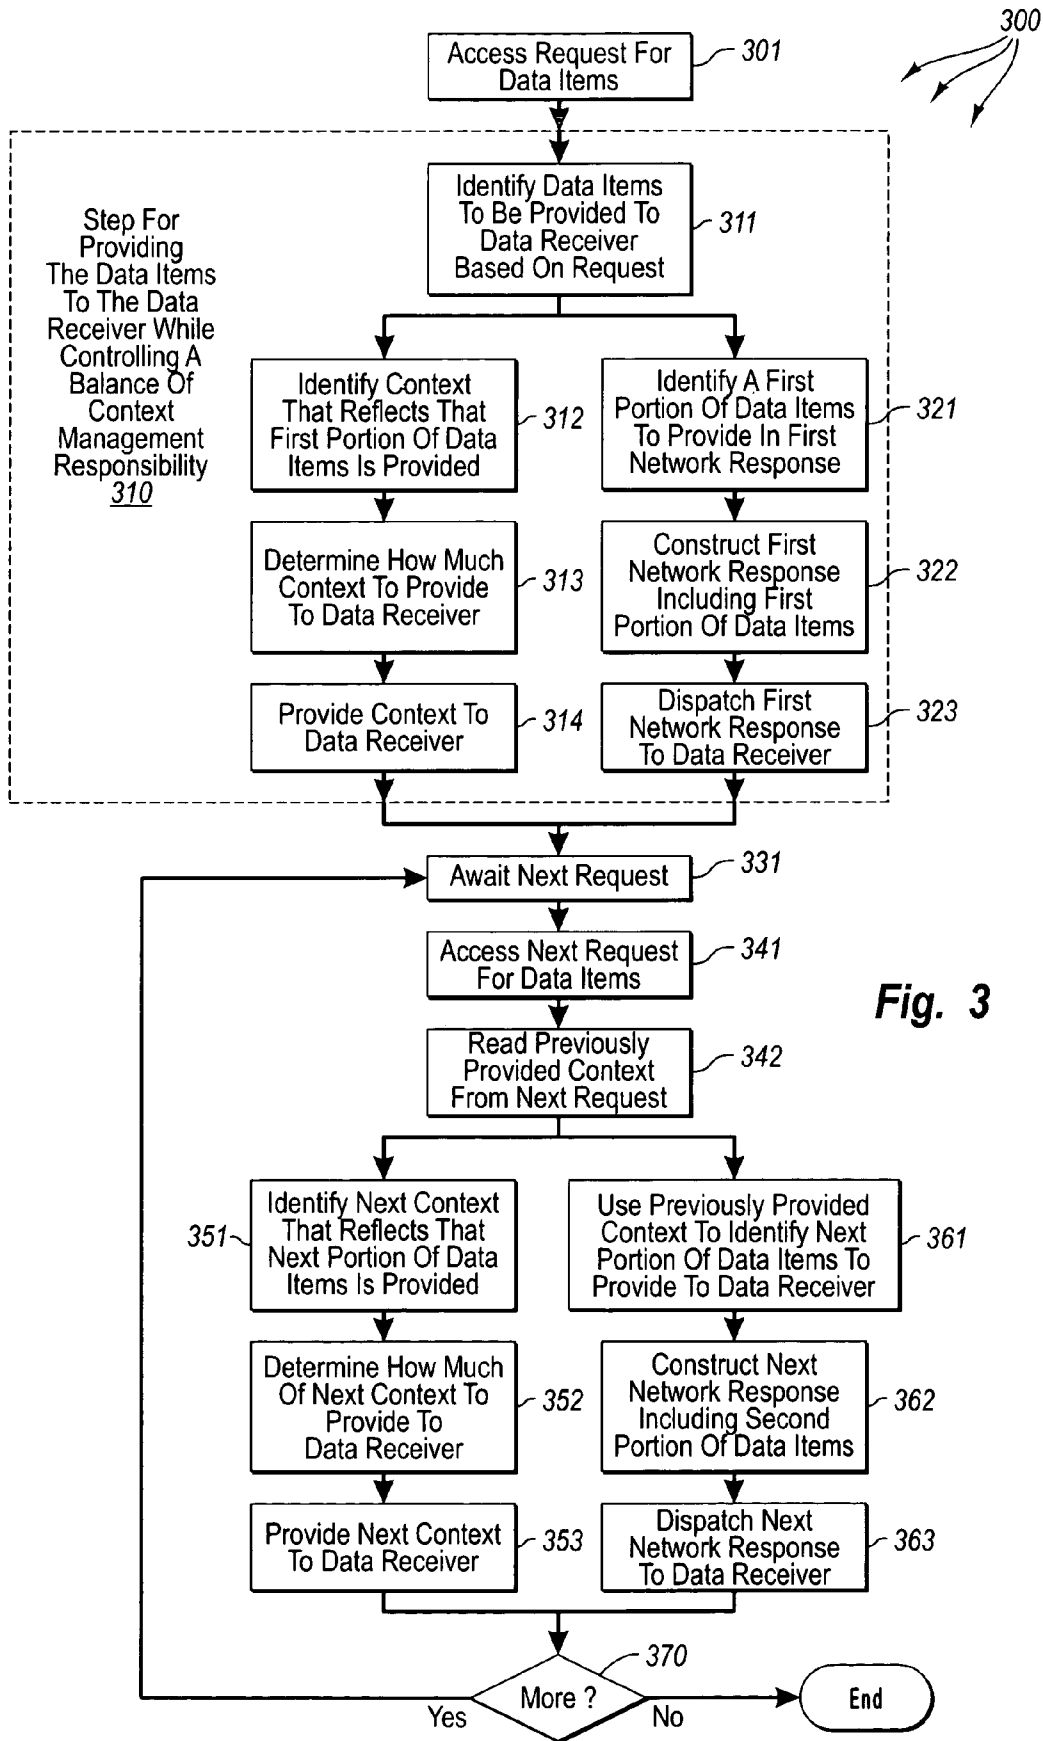 300
Access Request For
Data Items
301
Step For
Providing
The Data Items
To The Data
Receiver While
Controlling A
Balance Of
Context
Management
Responsibility
310
Identify Data Items
To Be Provided To
Data Receiver
Based On Request
311
Identify Context
That Reflects That
First Portion Of Data
Items Is Provided
312
Identify A First
Portion Of Data Items
To Provide In First
Network Response
321
Determine How Much
Context To Provide
To Data Receiver
313
Construct First
Network Response
Including First
Portion Of Data Items
322
Provide Context To
Data Receiver
314
Dispatch First
Network Response
To Data Receiver
323
Await Next Request
331
Access Next Request
For Data Items
341
Fig. 3
Read Previously
Provided Context
From Next Request
342
Identify Next Context
That Reflects That
Next Portion Of Data
Items Is Provided
351
Use Previously Provided
Context To Identify Next
Portion Of Data Items To
Provide To Data Receiver
361
Determine How Much
Of Next Context To
Provide To
Data Receiver
352
Construct Next
Network Response
Including Second
Portion Of Data Items
362
Provide Next Context
To Data Receiver
353
Dispatch Next
Network Response
To Data Receiver
363
More ?
370
Yes
No
End